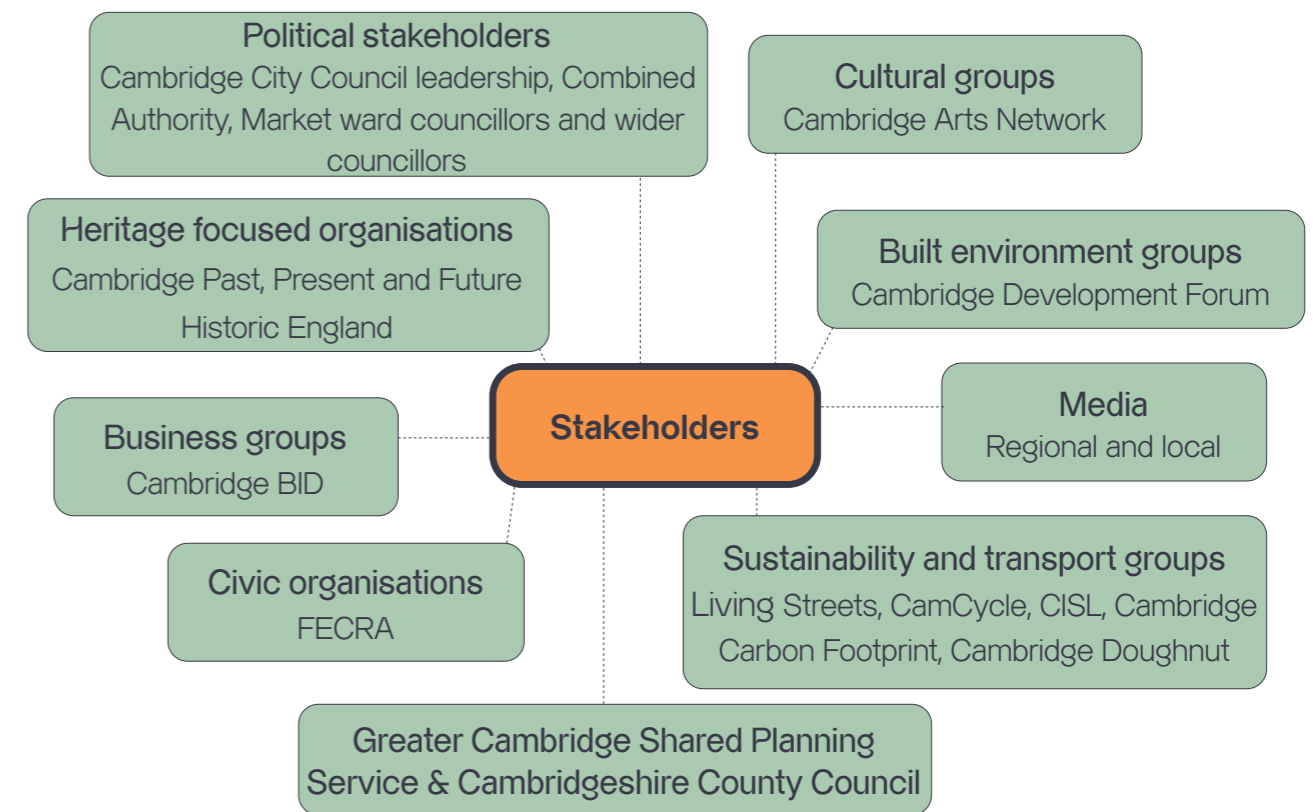 Political stakeholders
Cambridge City Council leadership, Combined
Authority, Market ward councillors and wider
councillors
Cultural groups
Cambridge Arts Network
Heritage focused organisations
Cambridge Past, Present and Future
Historic England
Built environment groups
Cambridge Development Forum
Stakeholders
Media
Regional and local
Business groups
Cambridge BID
Civic organisations
FECRA
Sustainability and transport groups
Living Streets, CamCycle, CISL, Cambridge
Carbon Footprint, Cambridge Doughnut
Greater Cambridge Shared Planning
Service & Cambridgeshire County Council